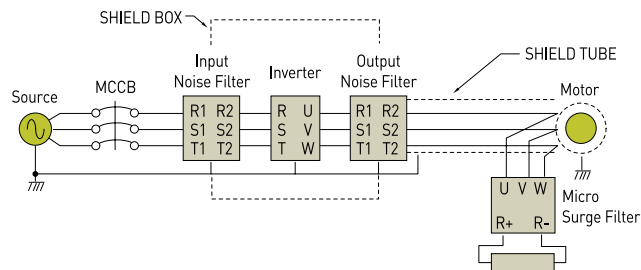 SHIELD BOX
Input
Noise Filter
Inverter
Output
Noise Filter
SHIELD TUBE
Source
MCCB
Motor
R1 R2
S1 S2
T1 T2
R U
S V
T W
R1 R2
S1 S2
T1 T2
U V W
R+ R-
Micro
Surge Filter